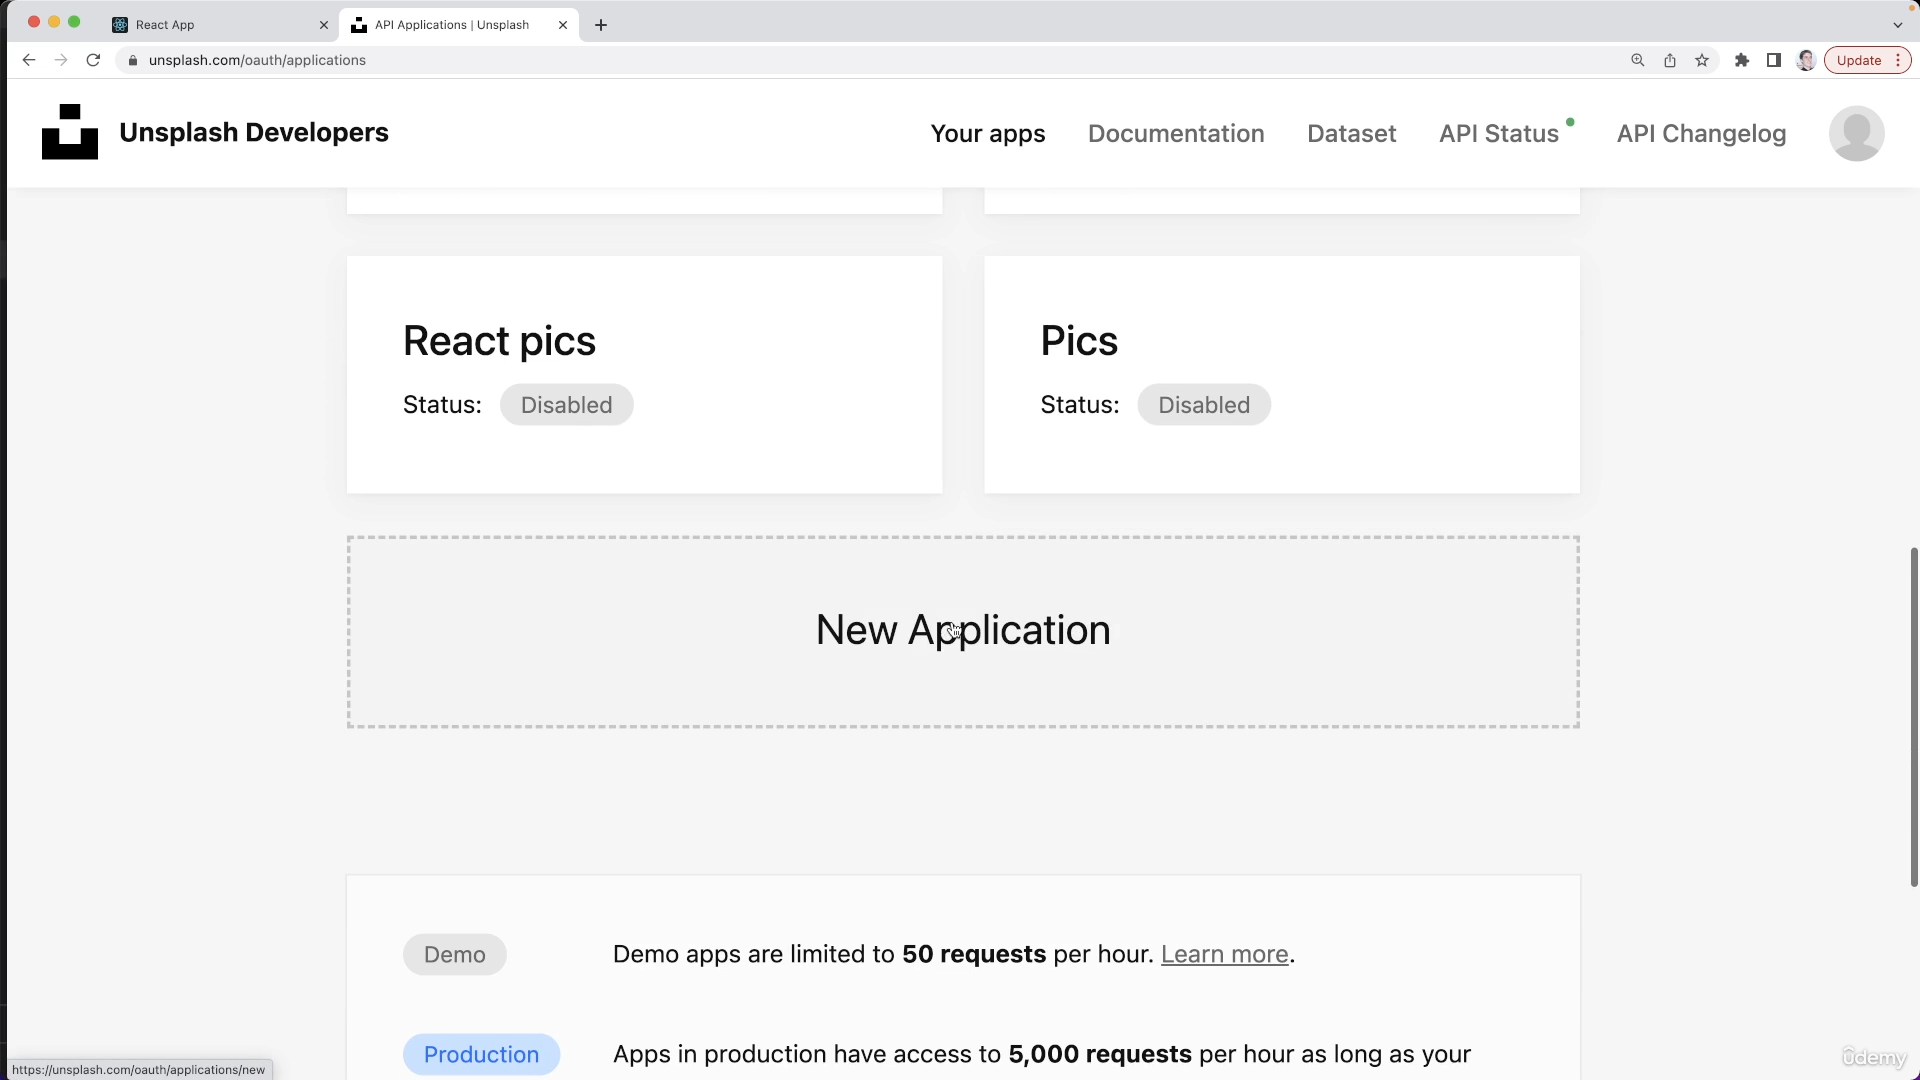 React App
API Applications | Unsplash
unsplash.com/oauth/applications
Update
Unsplash Developers
Your apps
Documentation
Dataset
API Status
API Changelog
React pics
Status: Disabled
Pics
Status: Disabled
New Application
Demo
Demo apps are limited to 50 requests per hour. Learn more.
Production
Apps in production have access to 5,000 requests per hour as long as your
https://unsplash.com/oauth/applications/new
ûdemy